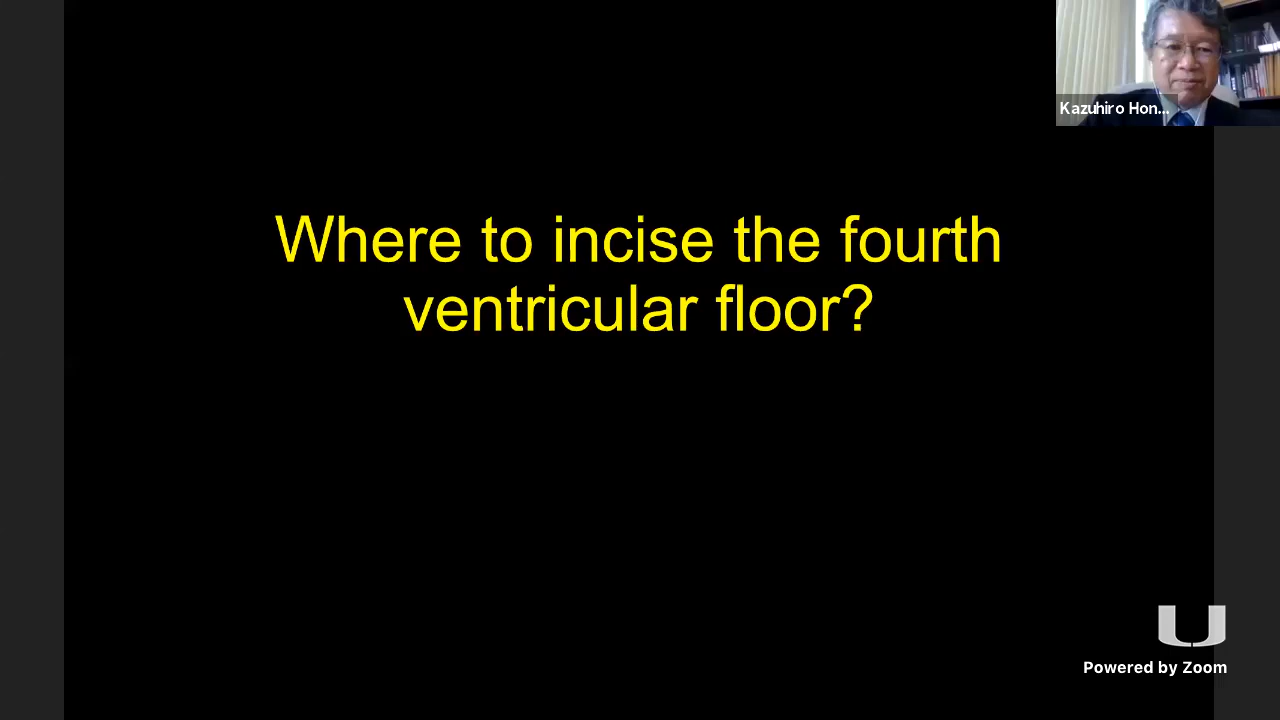 Kazuhiro Hon...
Where to incise the fourth
ventricular floor?
U
Powered by Zoom